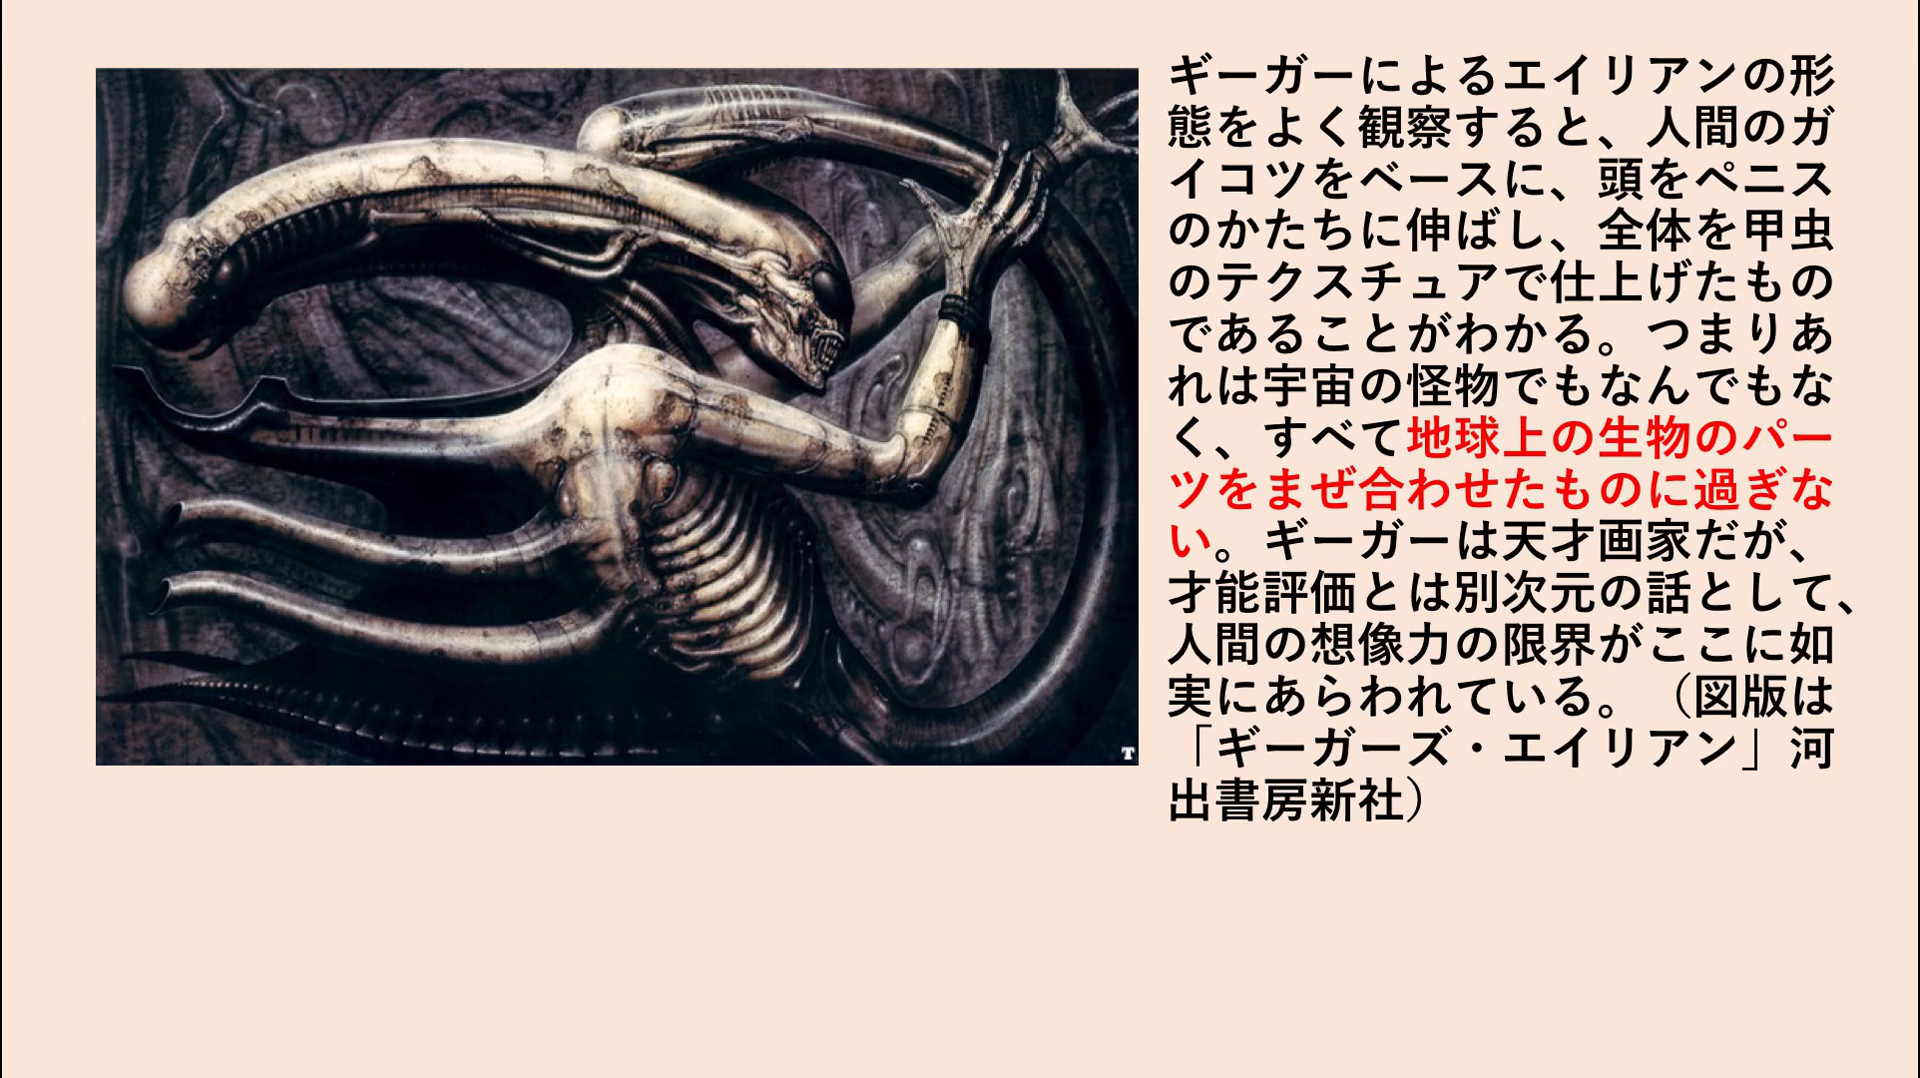 ギーガーによるエイリアンの形
態をよく観察すると、人間のガ
イコツをベースに、頭をペニス
のかたちに伸ばし、全体を甲虫
のテクスチュアで仕上げたもの
であることがわかる。つまりあ
れは宇宙の怪物でもなんでもな
く、すべて地球上の生物のパー
ツをまぜ合わせたものに過ぎな
い。ギーガーは天才画家だが、
才能評価とは別次元の話として、
人間の想像力の限界がここに如
実にあらわれている。（図版は
「ギーガーズ・エイリアン」河
出書房新社）
T